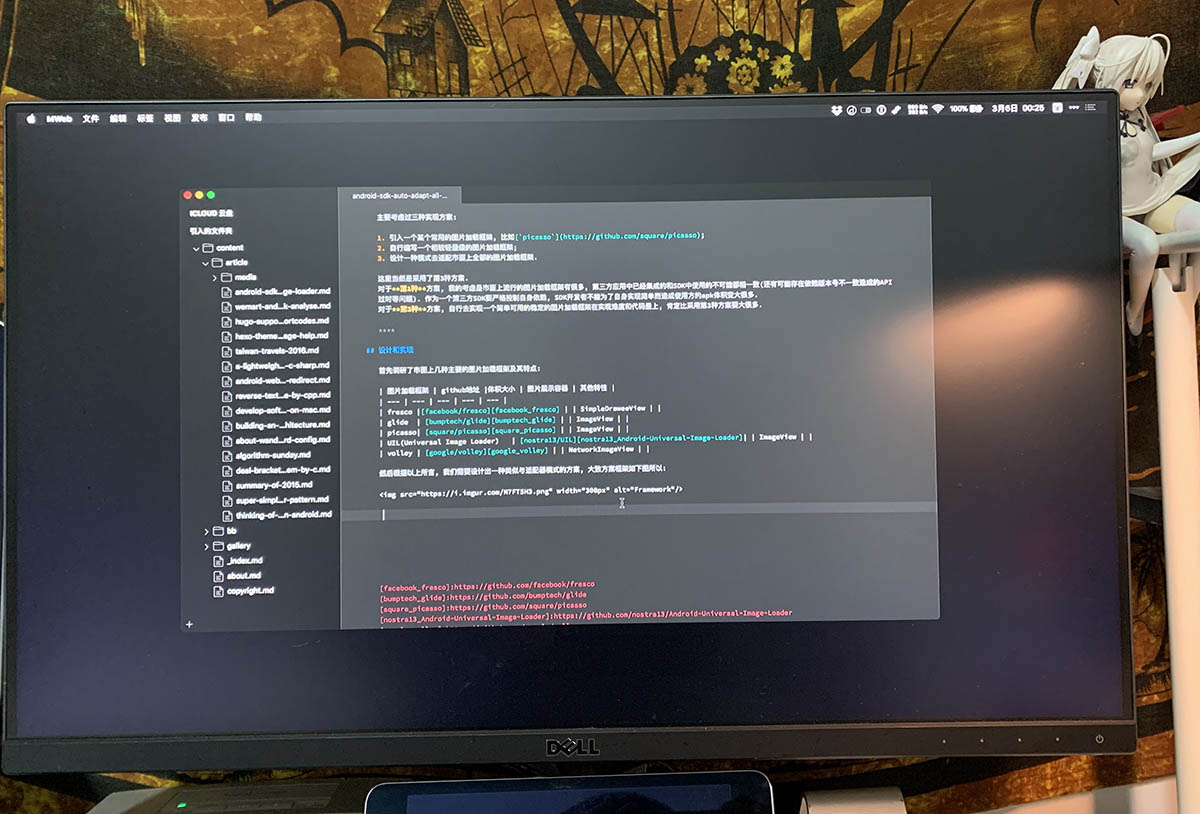 MWeb 文件 编辑 标签 视图 发布 窗口 帮助
100% 3月6日 00:25
ICLOUD 云盘
引入的文件夹
content
article
media
android-sdk...ge-loader.md
wemart-and...k-analyse.md
hugo-suppo...ortcodes.md
hexo-theme...age-help.md
taiwan-travels-2016.md
a-lightweigh...c-sharp.md
android-web...-redirect.md
reverse-text...e-by-cpp.md
develop-soft...-on-mac.md
building-an-...hitecture.md
about-wand...rd-config.md
algorithm-sunday.md
deal-bracket...em-by-c.md
summary-of-2015.md
super-simpl...r-pattern.md
thinking-of-...n-android.md
bb
gallery
_index.md
about.md
copyright.md
+
android-sdk-auto-adapt-all-...
主要考虑过三种实现方案：
1. 引入一个某个常用的图片加载框架，比如[`picasso`](https://github.com/square/picasso)；
2. 自行编写一个相较轻量级的图片加载框架；
3. 设计一种模式去适配市面上全部的图片加载框架.
这里当然是采用了第3种方案.
对于**第1种**方案，我的考虑是市面上流行的图片加载框架有很多，第三方应用中已经集成的和SDK中使用的不可能都相一致(还有可能存在依赖版本号不一致造成的API
过时等问题). 作为一个第三方SDK要严格控制自身依赖，SDK开发者不能为了自身实现简单而造成使用方的apk体积变大很多.
对于**第2种**方案，自行去实现一个简单可用的稳定的图片加载框架在实现难度和代码量上，肯定比采用第3种方案要大很多.
****
## 设计和实现
首先调研了市面上几种主要的图片加载框架及其特点：
| 图片加载框架 | github地址 |体积大小 | 图片展示容器 | 其他特性 |
| --- | --- | --- | --- | --- |
| fresco |[facebook/fresco][facebook_fresco] | | SimpleDraweeView | |
| glide | [bumptech/glide][bumptech_glide] | | ImageView | |
| picasso| [square/picasso][square_picasso] | | ImageView | |
| UIL(Universal Image Loader) | [nostra13/UIL][nostra13_Android-Universal-Image-Loader]| | ImageView | |
| volley | [google/volley][google_volley] | | NetworkImageView | |
然后根据以上所言，我们需要设计出一种类似与适配器模式的方案，大致方案框架如下图所以：
<img src="https://i.imgur.com/N7FTSH3.png" width="300px" alt="Framework"/>
[facebook_fresco]:https://github.com/facebook/fresco
[bumptech_glide]:https://github.com/bumptech/glide
[square_picasso]:https://github.com/square/picasso
[nostra13_Android-Universal-Image-Loader]:https://github.com/nostra13/Android-Universal-Image-Loader
DELL